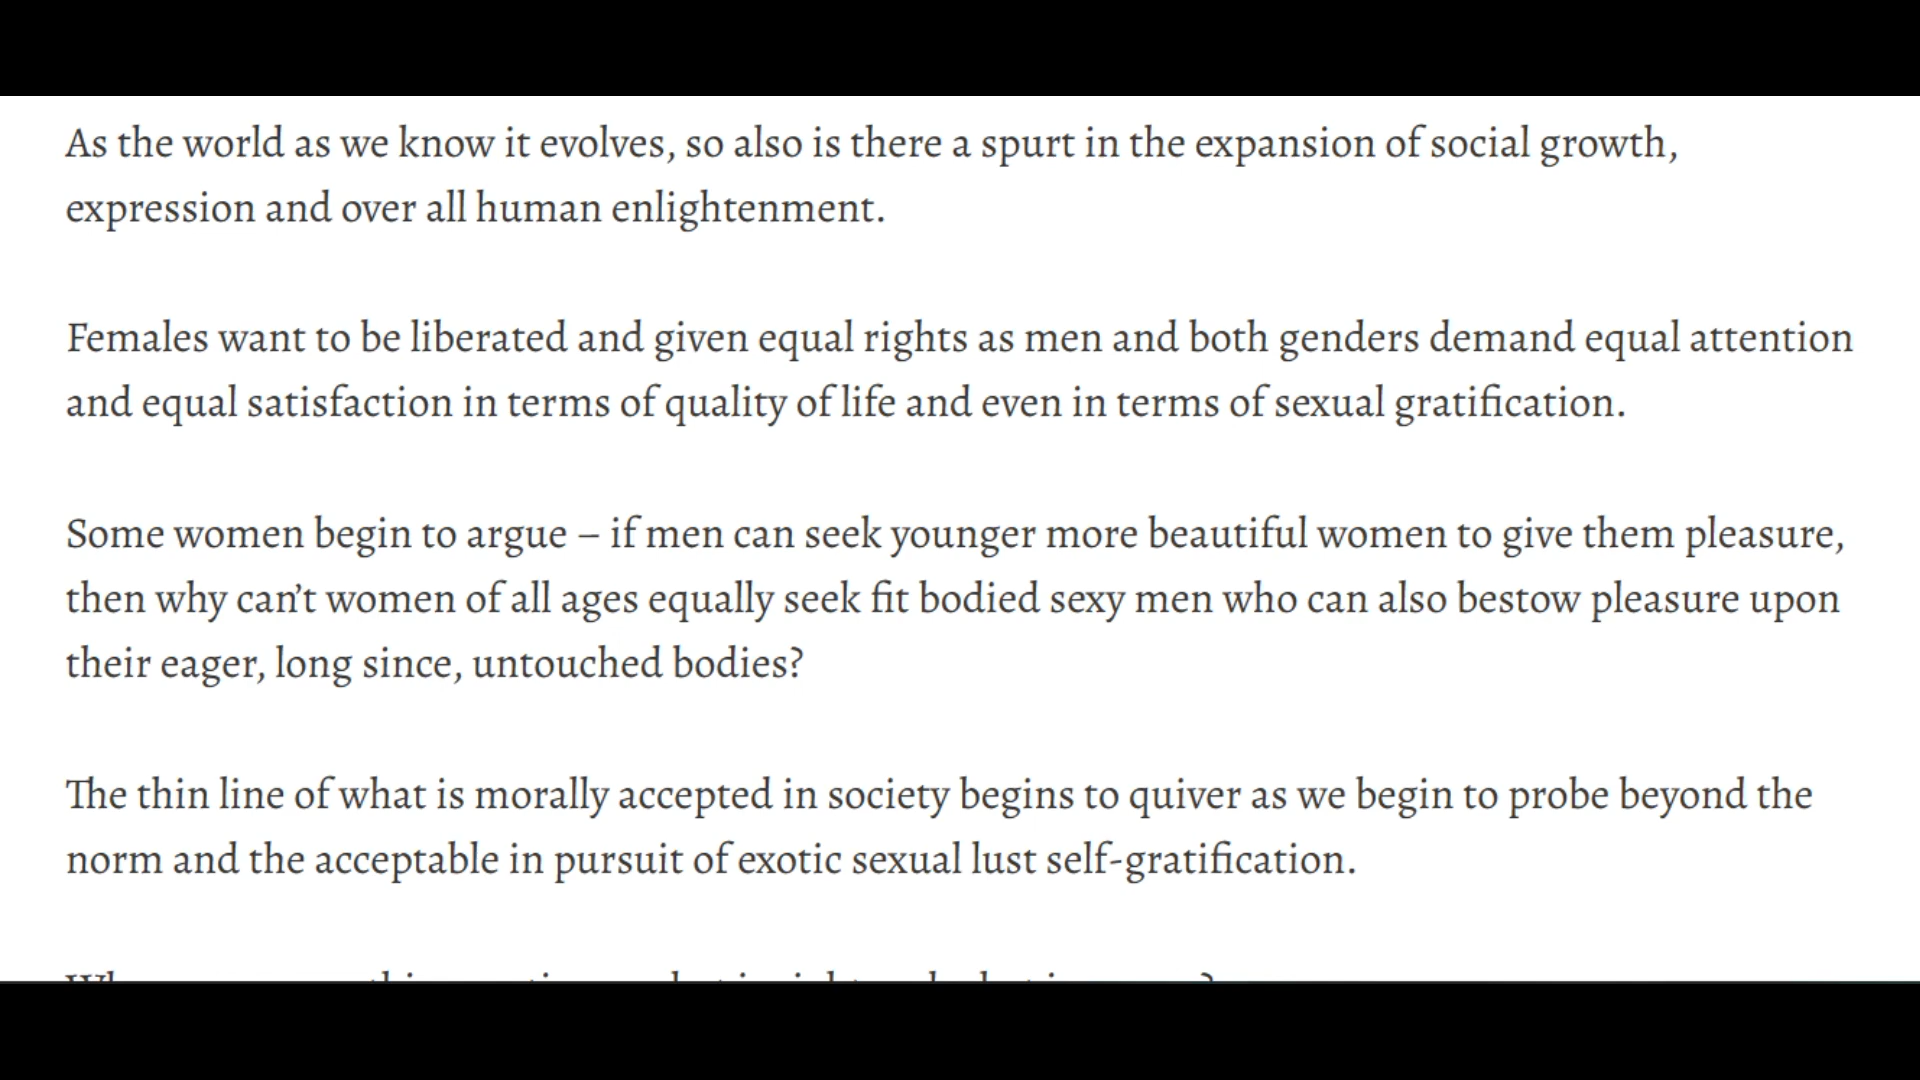 As the world as we know it evolves, so also is there a spurt in the expansion of social growth,
expression and over all human enlightenment.
Females want to be liberated and given equal rights as men and both genders demand equal attention
and equal satisfaction in terms of quality of life and even in terms of sexual gratification.
Some women begin to argue – if men can seek younger more beautiful women to give them pleasure,
then why can’t women of all ages equally seek fit bodied sexy men who can also bestow pleasure upon
their eager, long since, untouched bodies?
The thin line of what is morally accepted in society begins to quiver as we begin to probe beyond the
norm and the acceptable in pursuit of exotic sexual lust self-gratification.